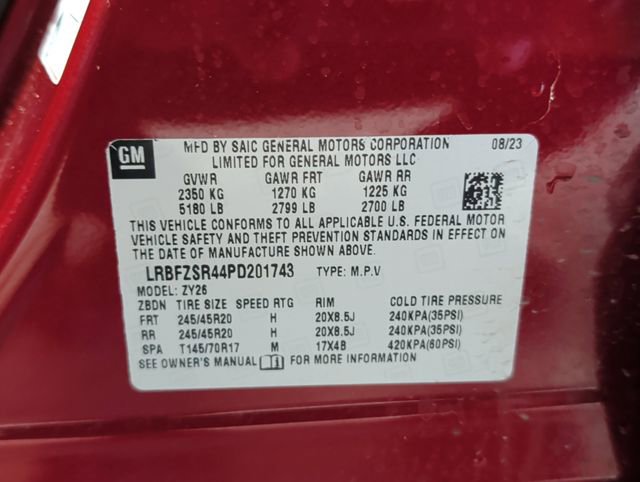 GM
MFD BY SAIC GENERAL MOTORS CORPORATION 08/23
LIMITED FOR GENERAL MOTORS LLC
GVWR GAWR FRT GAWR RR
2350 KG 1270 KG 1225 KG
5180 LB 2799 LB 2700 LB
THIS VEHICLE CONFORMS TO ALL APPLICABLE U.S. FEDERAL MOTOR
VEHICLE SAFETY AND THEFT PREVENTION STANDARDS IN EFFECT ON
THE DATE OF MANUFACTURE SHOWN ABOVE.
LRBFZSR44PD201743 TYPE: M.P.V
MODEL: ZY26
ZBDN TIRE SIZE SPEED RTG RIM COLD TIRE PRESSURE
FRT 245/45R20 H 20X8.5J 240KPA(35PSI)
RR 245/45R20 H 20X8.5J 240KPA(35PSI)
SPA T145/70R17 M 17X4B 420KPA(60PSI)
SEE OWNER'S MANUAL FOR MORE INFORMATION